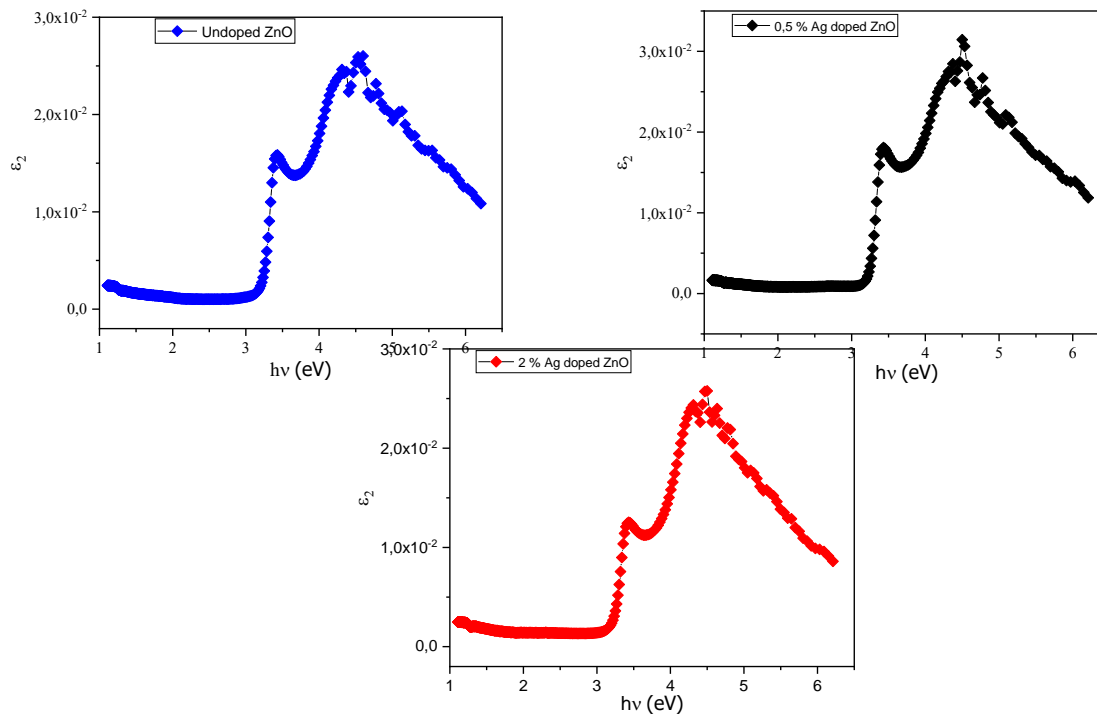 Undoped ZnO
3,0x10⁻²
2,0x10⁻²
1,0x10⁻²
0,0
ε₂
1 2 3 4 5 6
hν (eV)
0,5 % Ag doped ZnO
3,0x10⁻²
2,0x10⁻²
1,0x10⁻²
0,0
ε₂
1 2 3 4 5 6
hν (eV)
2 % Ag doped ZnO
3,0x10⁻²
2,0x10⁻²
1,0x10⁻²
0,0
ε₂
1 2 3 4 5 6
hν (eV)